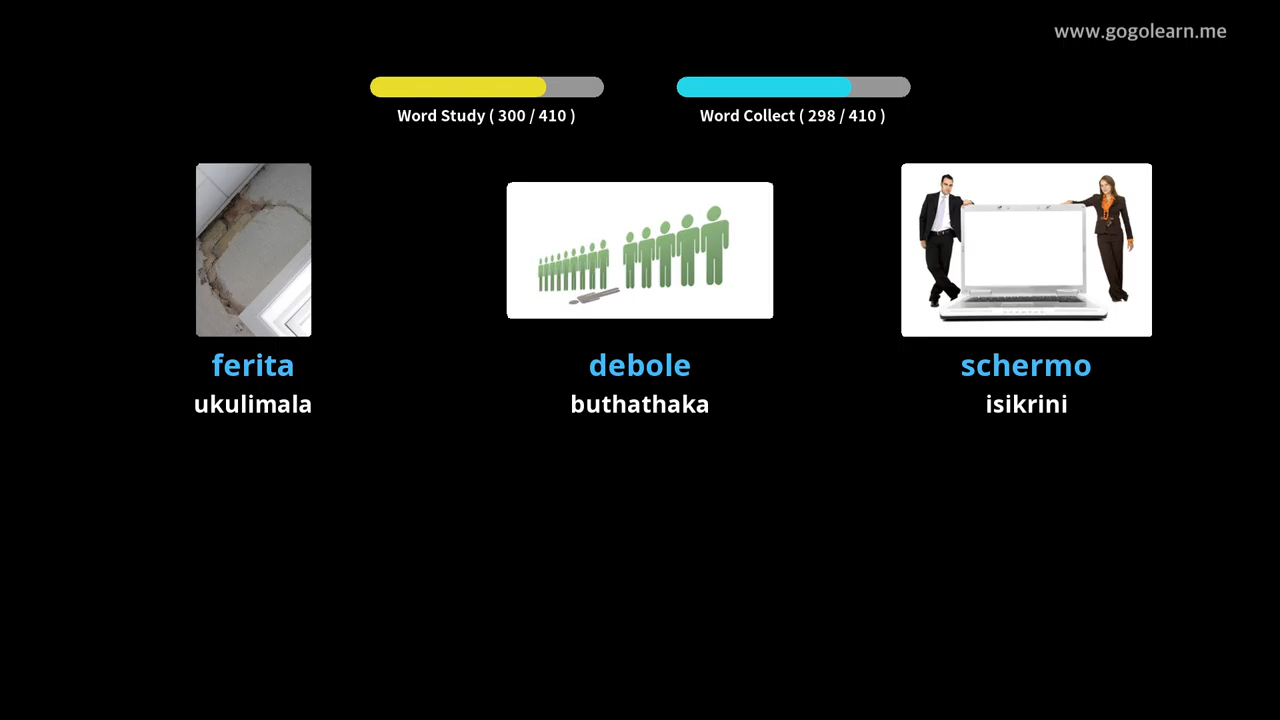 www.gogolearn.me
Word Study ( 300 / 410 )
Word Collect ( 298 / 410 )
ferita
debole
schermo
ukulimala
buthathaka
isikrini